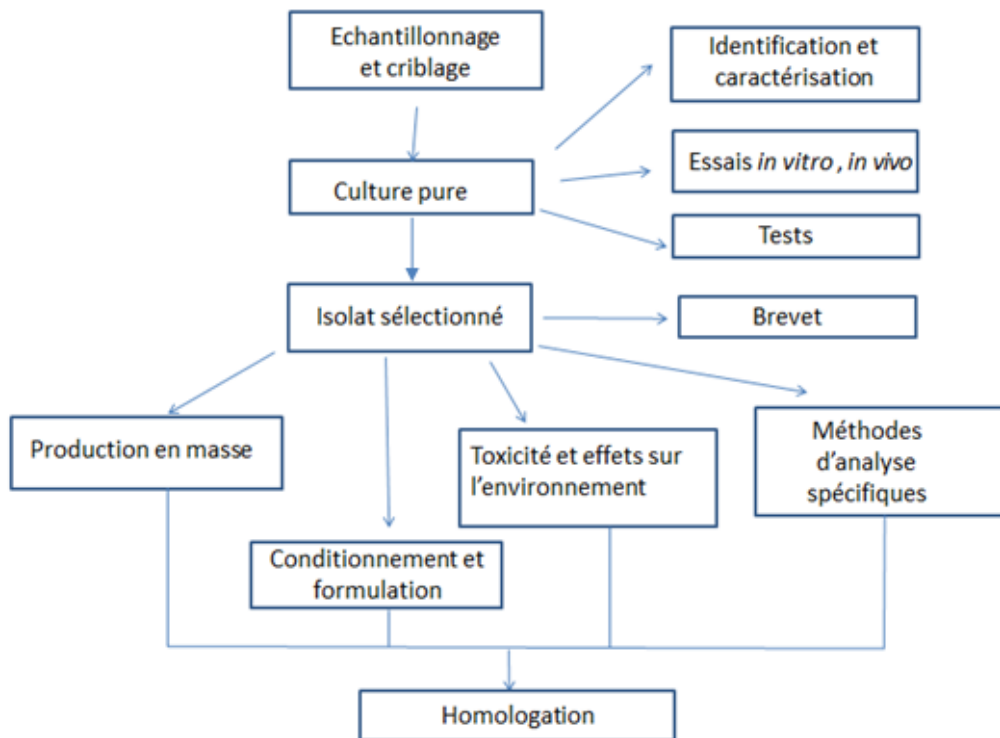 Echantillonnage
et criblage
Identification et
caractérisation
Culture pure
Essais in vitro , in vivo
Tests
Isolat sélectionné
Brevet
Production en masse
Toxicité et effets sur
l'environnement
Méthodes
d'analyse
spécifiques
Conditionnement et
formulation
Homologation